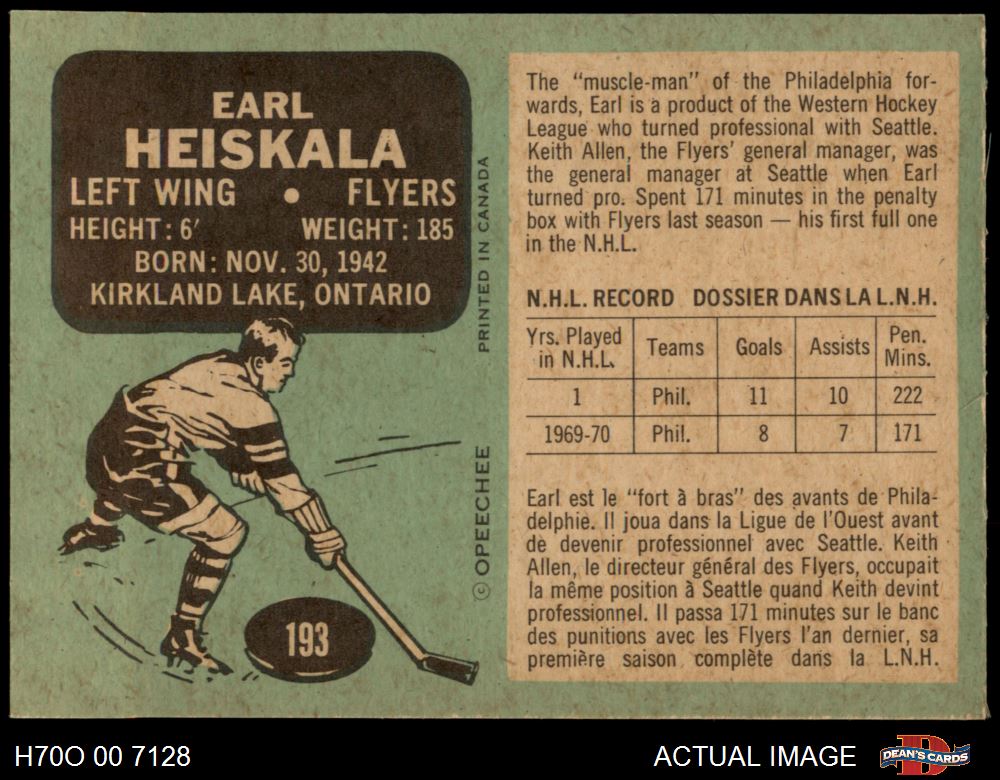 EARL
HEISKALA
LEFT WING • FLYERS
HEIGHT: 6' WEIGHT: 185
BORN: NOV. 30, 1942
KIRKLAND LAKE, ONTARIO
193
© OPEECHEE PRINTED IN CANADA
The "muscle-man" of the Philadelphia for-
wards, Earl is a product of the Western Hockey
League who turned professional with Seattle.
Keith Allen, the Flyers' general manager, was
the general manager at Seattle when Earl
turned pro. Spent 171 minutes in the penalty
box with Flyers last season — his first full one
in the N.H.L.
N.H.L. RECORD DOSSIER DANS LA L.N.H.
Yrs. Played in N.H.L. Teams Goals Assists Pen. Mins.
1 Phil. 11 10 222
1969-70 Phil. 8 7 171
Earl est le "fort à bras" des avants de Phila-
delphie. Il joua dans la Ligue de l'Ouest avant
de devenir professionnel avec Seattle. Keith
Allen, le directeur général des Flyers, occupait
la même position à Seattle quand Keith devint
professionnel. Il passa 171 minutes sur le banc
des punitions avec les Flyers l'an dernier, sa
première saison complète dans la L.N.H.
H70O 00 7128
ACTUAL IMAGE
DEAN'S CARDS